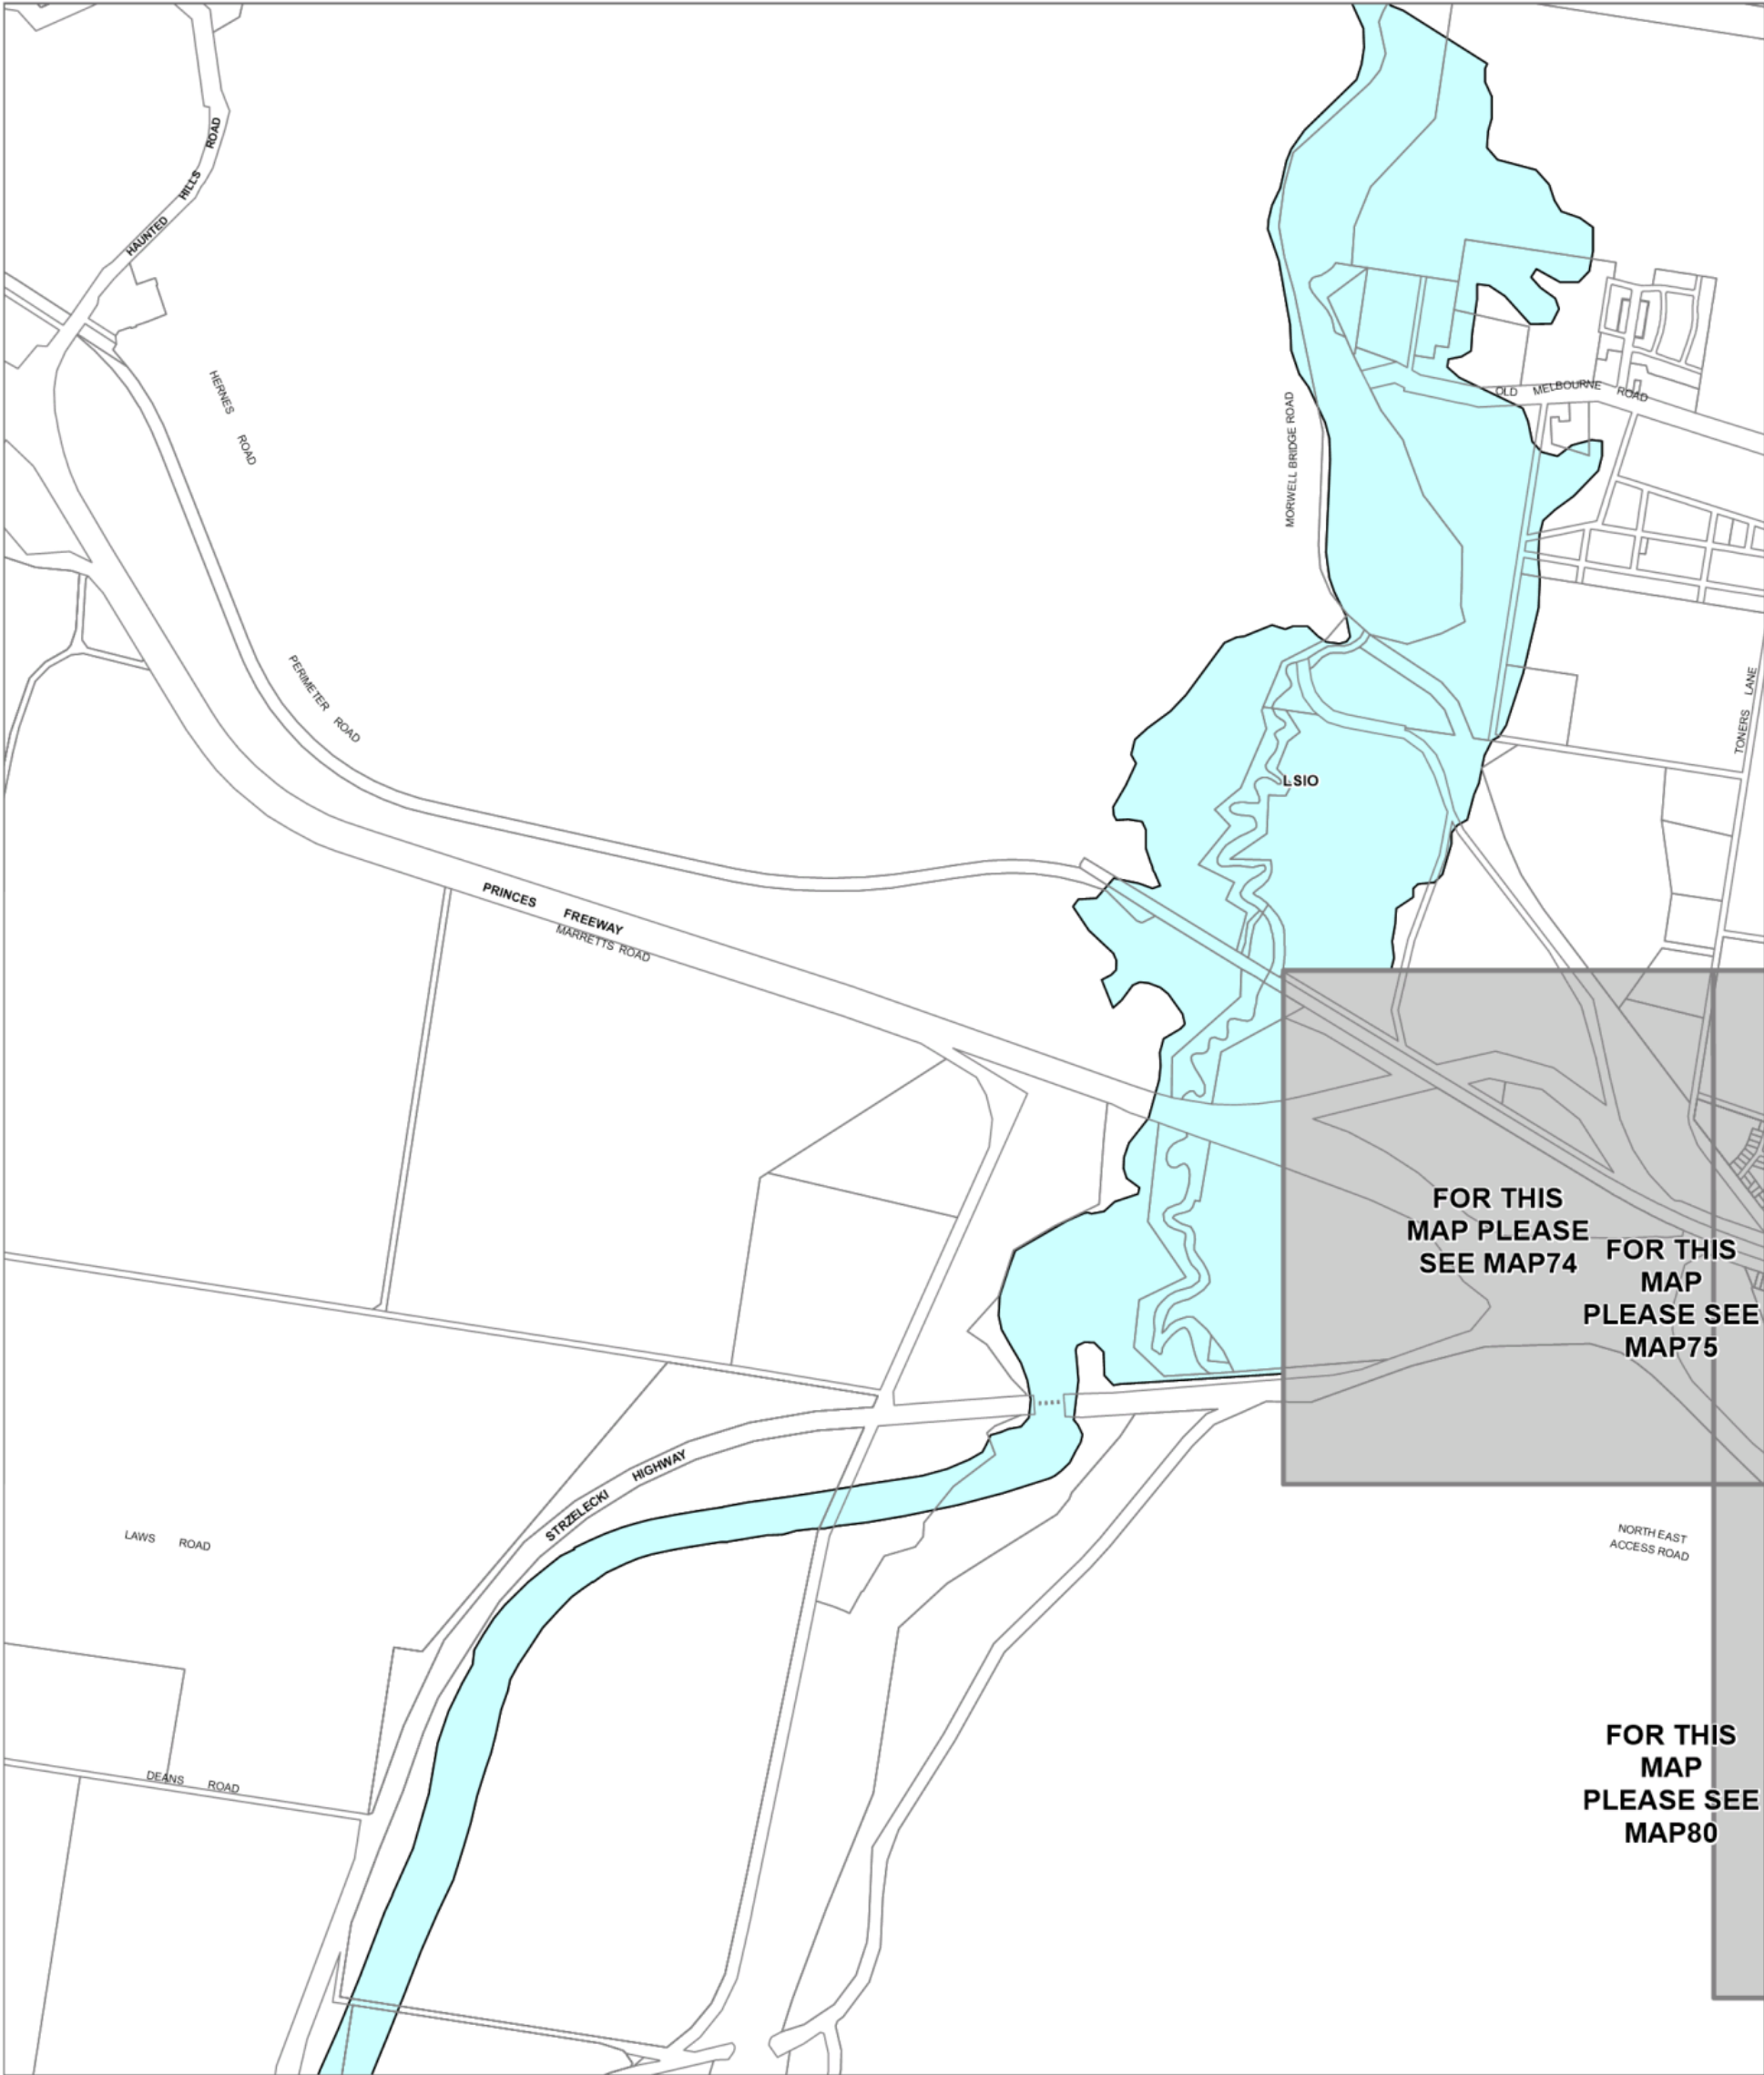 HAUNTED HILLS ROAD
HERNES ROAD
OLD MELBOURNE ROAD
MORWELL BRIDGE ROAD
PERIMETER ROAD
TONERS LANE
LSIO
PRINCES FREEWAY
MARRETTS ROAD
FOR THIS
MAP PLEASE
SEE MAP74
FOR THIS
MAP
PLEASE SEE
MAP75
STRZELECKI HIGHWAY
LAWS ROAD
NORTH EAST
ACCESS ROAD
FOR THIS
MAP
PLEASE SEE
MAP80
DEANS ROAD